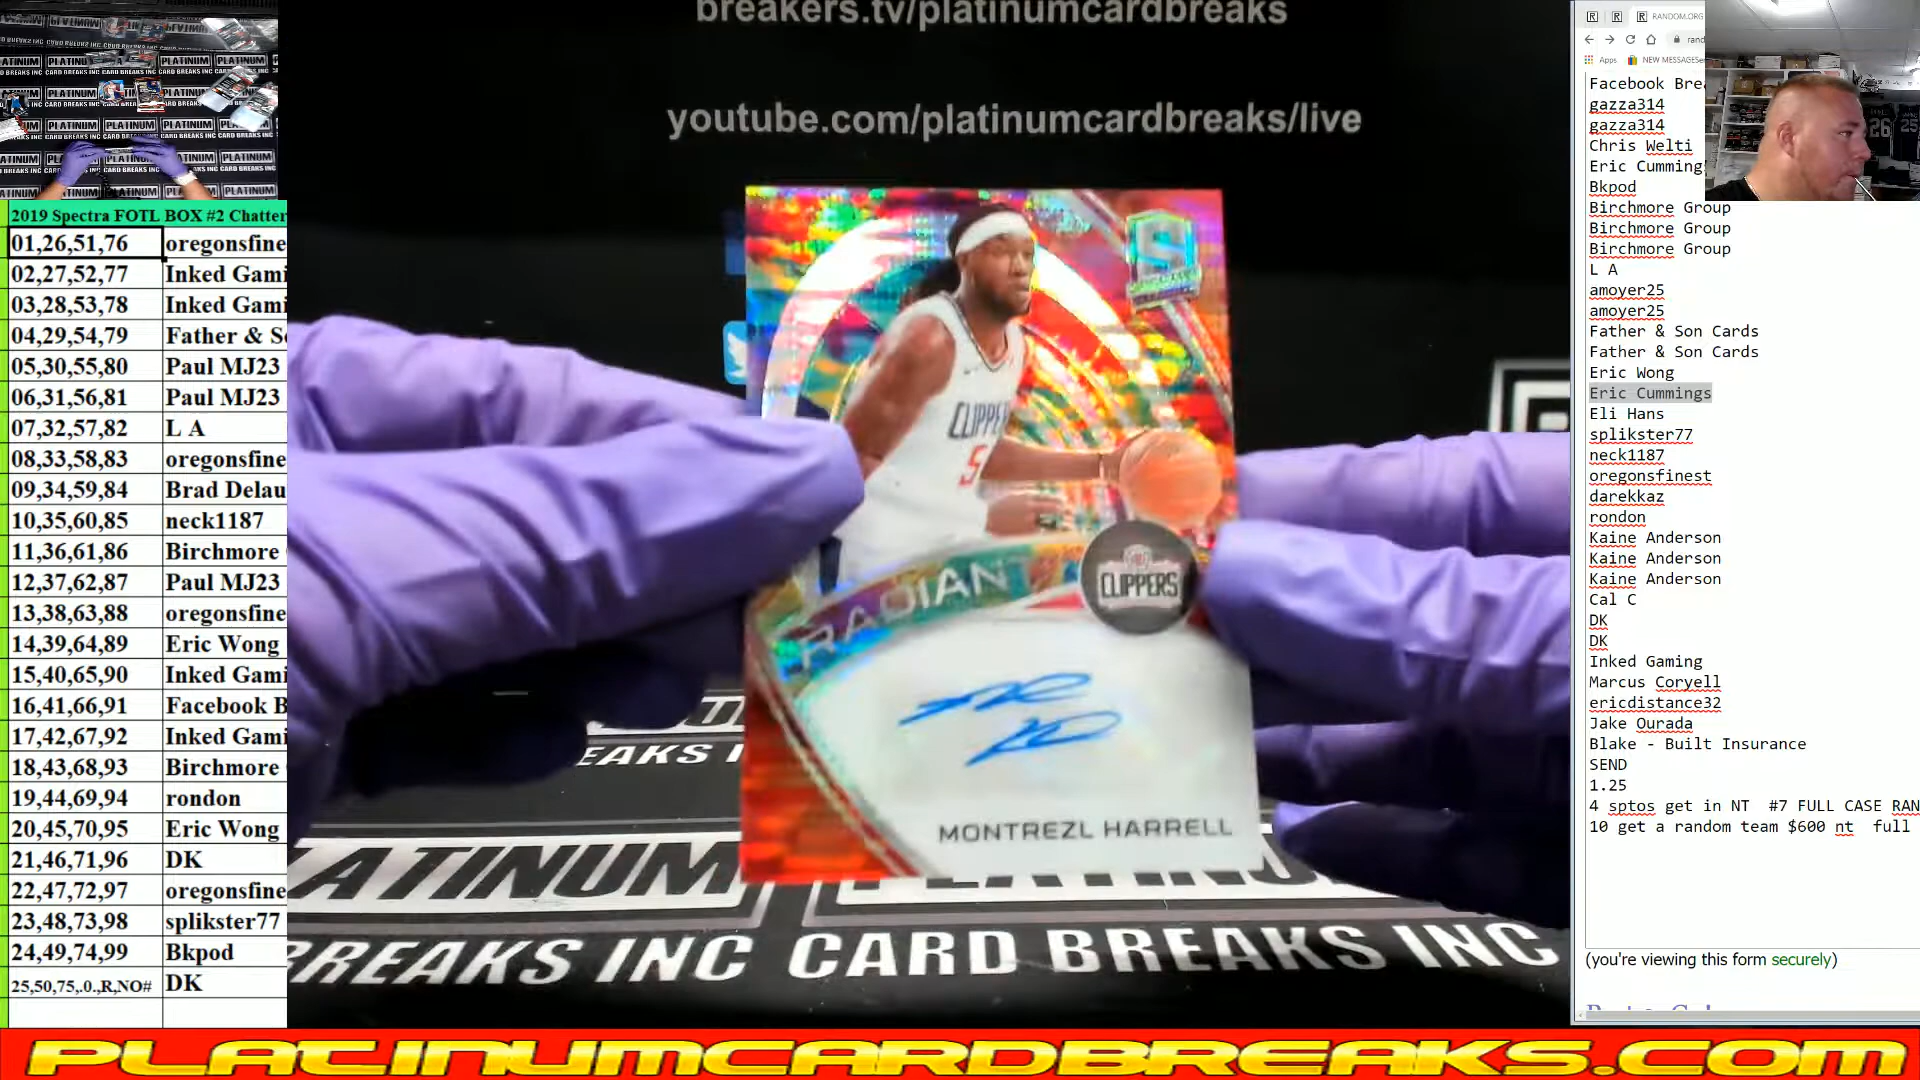 breakers.tv/platinumcardbreaks
youtube.com/platinumcardbreaks/live
2019 Spectra FOTL BOX #2 Chatter
01,26,51,76 oregonsfine
02,27,52,77 Inked Gami
03,28,53,78 Inked Gami
04,29,54,79 Father & S
05,30,55,80 Paul MJ23
06,31,56,81 Paul MJ23
07,32,57,82 L A
08,33,58,83 oregonsfine
09,34,59,84 Brad Delau
10,35,60,85 neck1187
11,36,61,86 Birchmore
12,37,62,87 Paul MJ23
13,38,63,88 oregonsfine
14,39,64,89 Eric Wong
15,40,65,90 Inked Gami
16,41,66,91 Facebook B
17,42,67,92 Inked Gami
18,43,68,93 Birchmore
19,44,69,94 rondon
20,45,70,95 Eric Wong
21,46,71,96 DK
22,47,72,97 oregonsfine
23,48,73,98 splikster77
24,49,74,99 Bkpod
25,50,75,.0.,R,NO# DK
CLIPPERS
5
RADIANT
CLIPPERS
MONTREZL HARRELL
ATINUM
BREAKS INC CARD BREAKS INC
RANDOM.ORG
rand
Apps NEW MESSAGESe
Facebook Brea
gazza314
gazza314
Chris Welti
Eric Cumming
Bkpod
Birchmore Group
Birchmore Group
Birchmore Group
L A
amoyer25
amoyer25
Father & Son Cards
Father & Son Cards
Eric Wong
Eric Cummings
Eli Hans
splikster77
neck1187
oregonsfinest
darekkaz
rondon
Kaine Anderson
Kaine Anderson
Kaine Anderson
Cal C
DK
DK
Inked Gaming
Marcus Coryell
ericdistance32
Jake Ourada
Blake - Built Insurance
SEND
1.25
4 sptos get in NT #7 FULL CASE RAN
10 get a random team $600 nt full
(you're viewing this form securely)
PLATINUMCARDBREAKS.COM